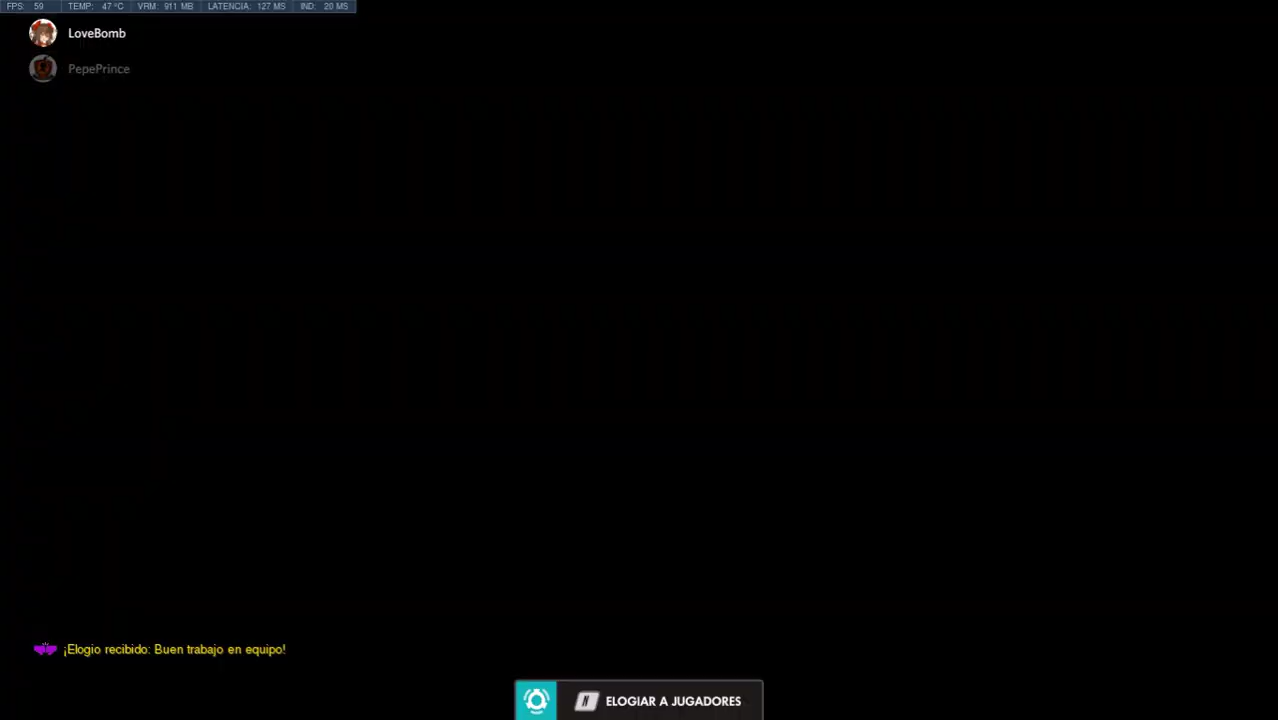 FPS: 59 TEMP: 47 °C VRM: 911 MB LATENCIA: 127 MS IND: 20 MS
LoveBomb
PepePrince
¡Elogio recibido: Buen trabajo en equipo!
N ELOGIAR A JUGADORES